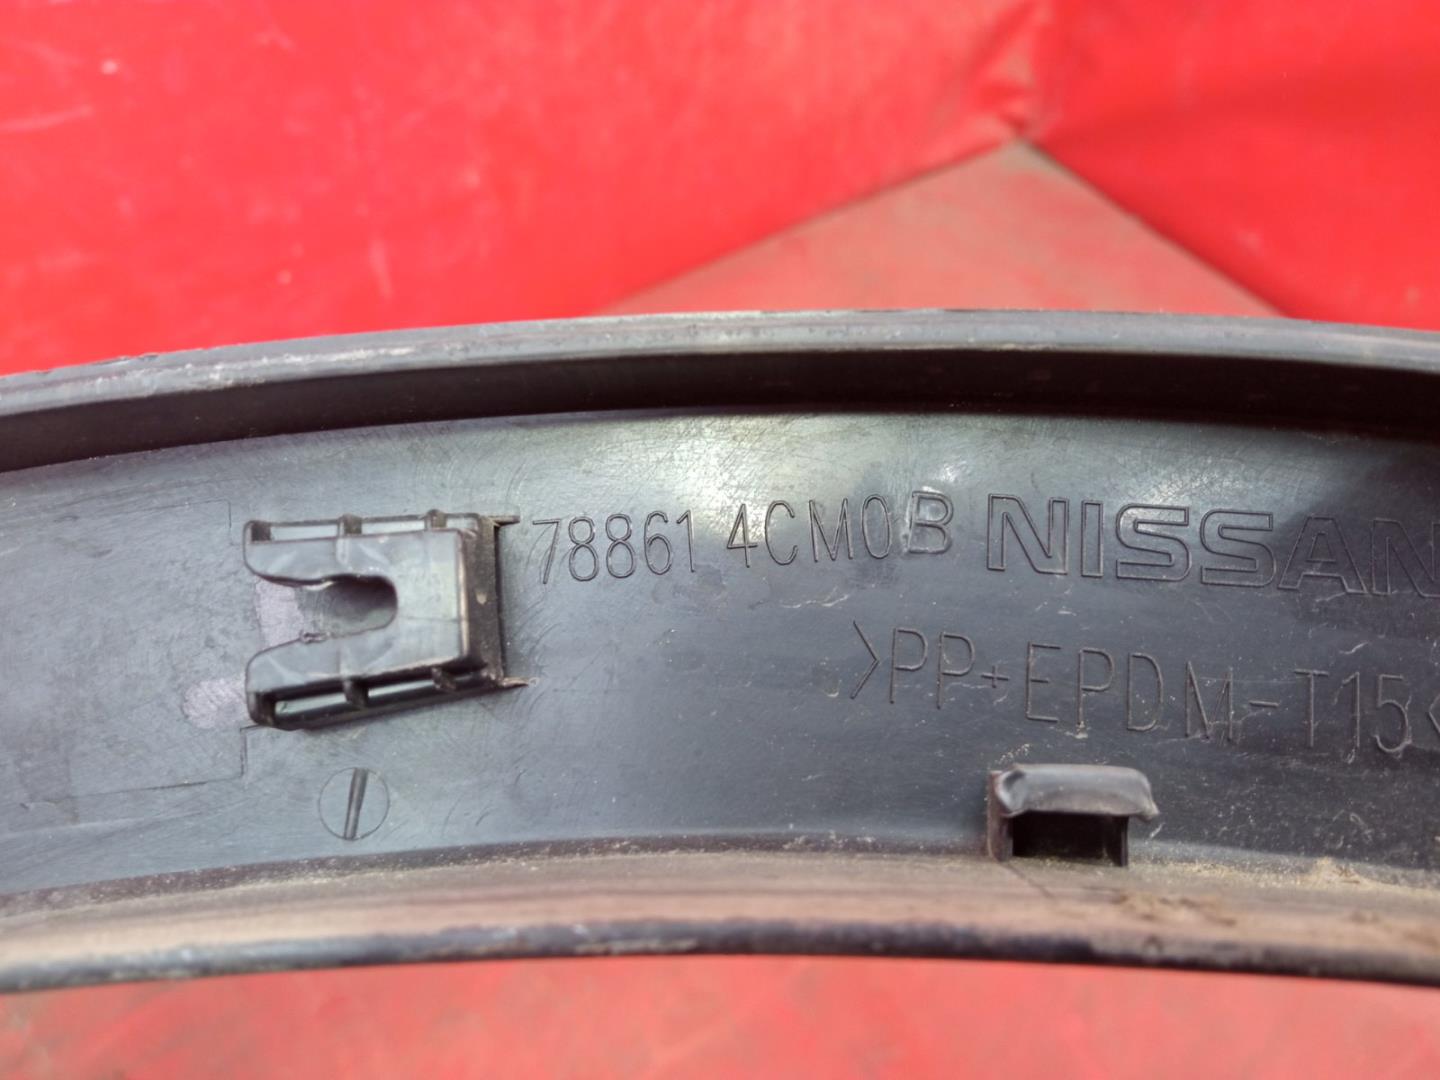 78861 4CM0B NISSAN
>PP+EPDM-T15<